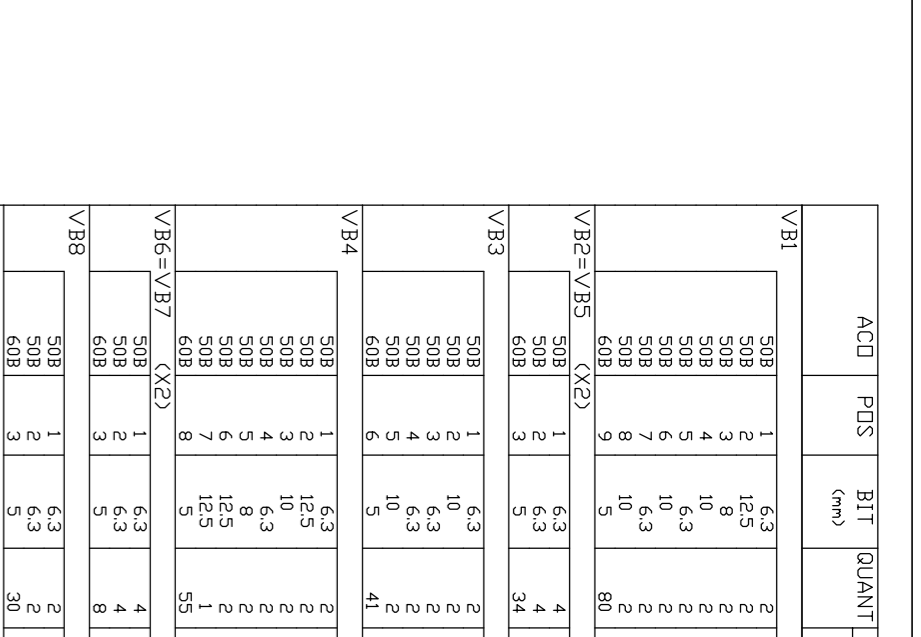 ACO POS BIT (mm) QUANT
VB1
50B 1 6.3 2
50B 2 12.5 2
50B 3 8 2
50B 4 10 2
50B 5 6.3 2
50B 6 10 2
50B 7 6.3 2
50B 8 10 2
60B 9 5 80
VB2=VB5 (X2)
50B 1 6.3 4
50B 2 6.3 4
60B 3 5 34
VB3
50B 1 6.3 2
50B 2 10 2
50B 3 6.3 2
50B 4 6.3 2
50B 5 10 2
60B 6 5 41
VB4
50B 1 6.3 2
50B 2 12.5 2
50B 3 10 2
50B 4 6.3 2
50B 5 8 2
50B 6 12.5 2
50B 7 12.5 1
60B 8 5 55
VB6=VB7 (X2)
50B 1 6.3 4
50B 2 6.3 4
60B 3 5 8
VB8
50B 1 6.3 2
50B 2 6.3 2
60B 3 5 30